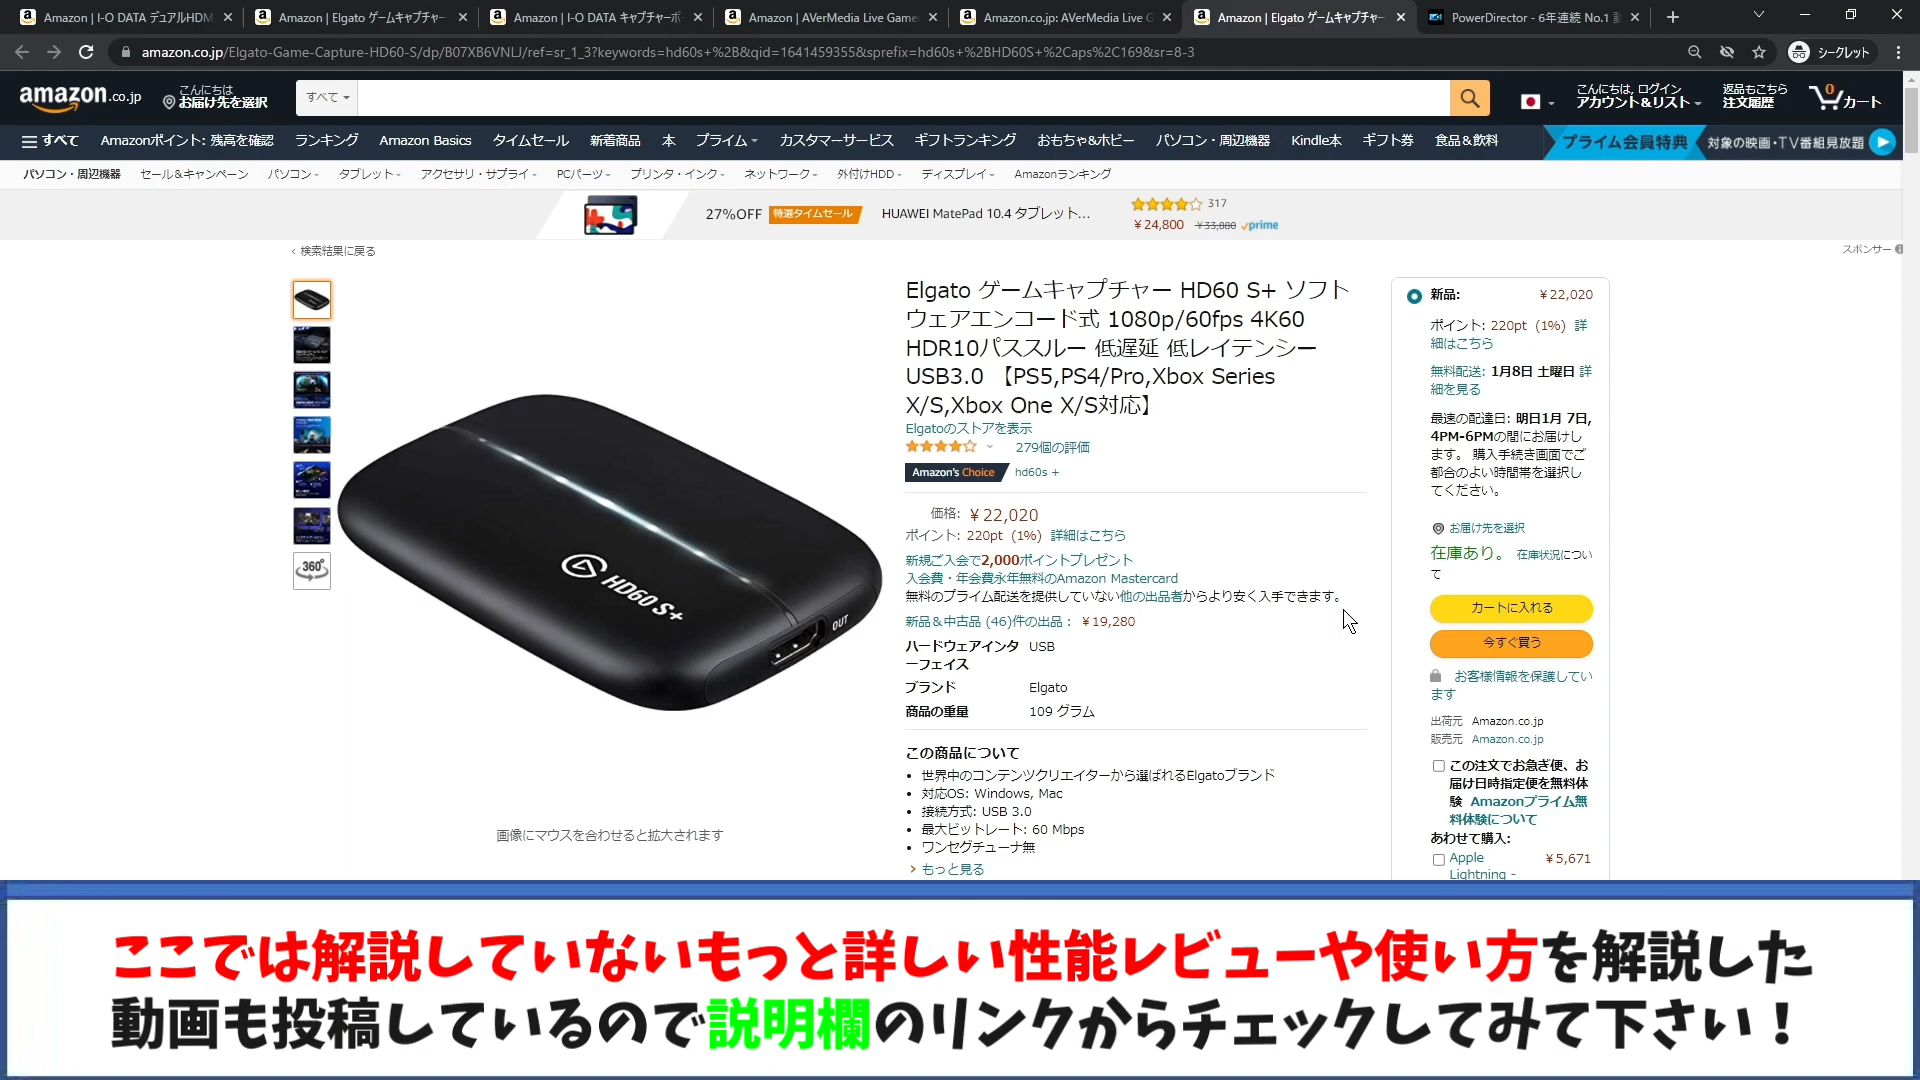 Amazon | I-O DATA デュアルHDM
Amazon | Elgato ゲームキャプチャー
Amazon | I-O DATA キャプチャーボ
Amazon | AVerMedia Live Game
Amazon.co.jp: AVerMedia Live G
Amazon | Elgato ゲームキャプチャー
PowerDirector - 6年連続 No.1 動
amazon.co.jp/Elgato-Game-Capture-HD60-S/dp/B07XB6VNLJ/ref=sr_1_3?keywords=hd60s+%2B&qid=1641459355&sprefix=hd60s+%2BHD60S+%2Caps%2C169&sr=8-3
シークレット
amazon.co.jp
こんにちは
お届け先を選択
すべて
こんにちは, ログイン
アカウント&リスト
返品もこちら
注文履歴
0
カート
すべて Amazonポイント: 残高を確認 ランキング Amazon Basics タイムセール 新着商品 本 プライム カスタマーサービス ギフトランキング おもちゃ&ホビー パソコン・周辺機器 Kindle本 ギフト券 食品&飲料
プライム会員特典 対象の映画・TV番組見放題
パソコン・周辺機器 セール&キャンペーン パソコン タブレット アクセサリ・サプライ PCパーツ プリンタ・インク ネットワーク 外付けHDD ディスプレイ Amazonランキング
27%OFF 特選タイムセール HUAWEI MatePad 10.4 タブレット...
317
￥24,800 ￥33,880 prime
‹ 検索結果に戻る
スポンサー
360°
HD60 S+
OUT
画像にマウスを合わせると拡大されます
Elgato ゲームキャプチャー HD60 S+ ソフト
ウェアエンコード式 1080p/60fps 4K60
HDR10パススルー 低遅延 低レイテンシー
USB3.0 【PS5,PS4/Pro,Xbox Series
X/S,Xbox One X/S対応】
Elgatoのストアを表示
279個の評価
Amazon's Choice hd60s +
価格: ￥22,020
ポイント: 220pt (1%) 詳細はこちら
新規ご入会で2,000ポイントプレゼント
入会費・年会費永年無料のAmazon Mastercard
無料のプライム配送を提供していない他の出品者からより安く入手できます。
新品＆中古品 (46)件の出品： ￥19,280
ハードウェアインタ USB
ーフェイス
ブランド Elgato
商品の重量 109 グラム
この商品について
世界中のコンテンツクリエイターから選ばれるElgatoブランド
対応OS: Windows, Mac
接続方式: USB 3.0
最大ビットレート: 60 Mbps
ワンセグチューナ無
› もっと見る
新品: ￥22,020
ポイント: 220pt (1%) 詳
細はこちら
無料配送: 1月8日 土曜日 詳
細を見る
最速の配達日: 明日1月 7日,
4PM-6PMの間にお届けし
ます。 購入手続き画面でご
都合のよい時間帯を選択し
てください。
お届け先を選択
在庫あり。 在庫状況につい
て
カートに入れる
今すぐ買う
お客様情報を保護してい
ます
出荷元 Amazon.co.jp
販売元 Amazon.co.jp
この注文でお急ぎ便、お
届け日時指定便を無料体
験 Amazonプライム無
料体験について
あわせて購入:
Apple ￥5,671
Lightning -
ここでは解説していないもっと詳しい性能レビューや使い方を解説した
動画も投稿しているので説明欄のリンクからチェックしてみて下さい！